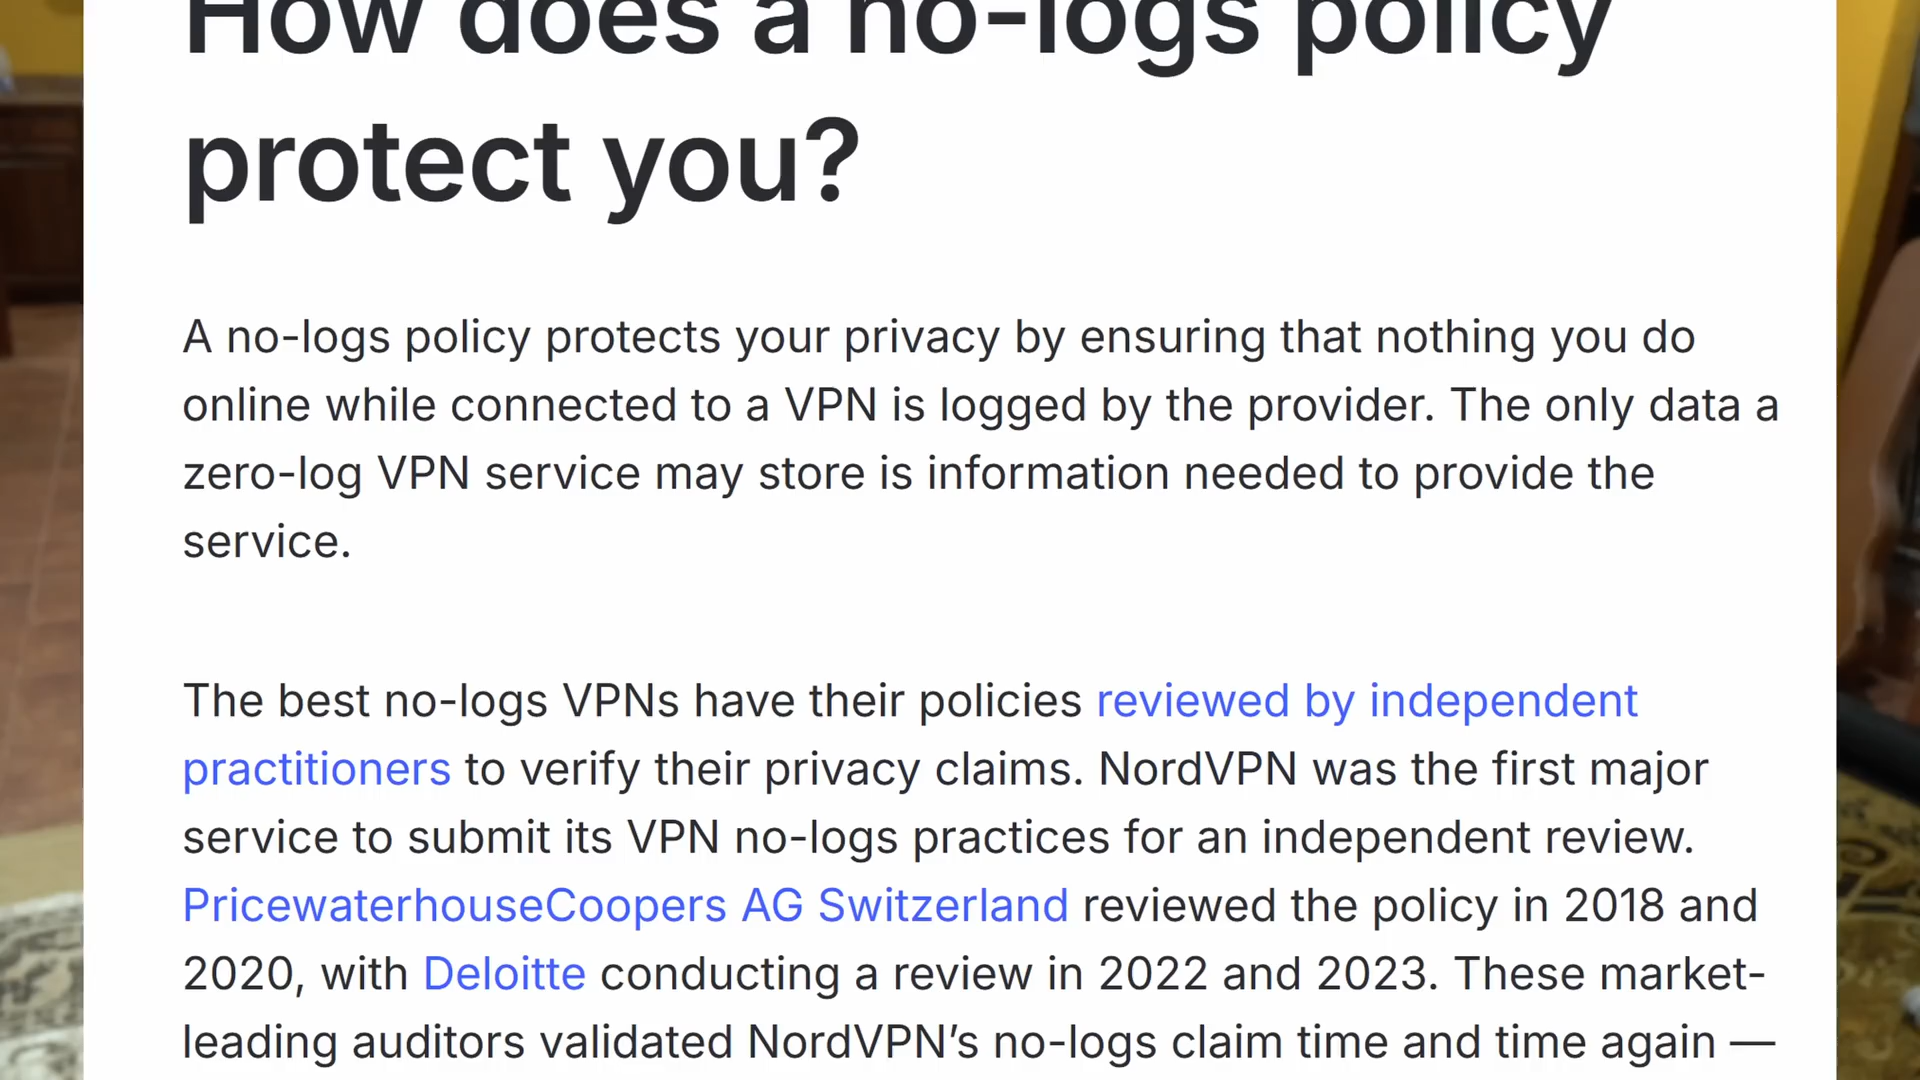 How does a no-logs policy
protect you?
A no-logs policy protects your privacy by ensuring that nothing you do
online while connected to a VPN is logged by the provider. The only data a
zero-log VPN service may store is information needed to provide the
service.
The best no-logs VPNs have their policies reviewed by independent
practitioners to verify their privacy claims. NordVPN was the first major
service to submit its VPN no-logs practices for an independent review.
PricewaterhouseCoopers AG Switzerland reviewed the policy in 2018 and
2020, with Deloitte conducting a review in 2022 and 2023. These market-
leading auditors validated NordVPN’s no-logs claim time and time again —